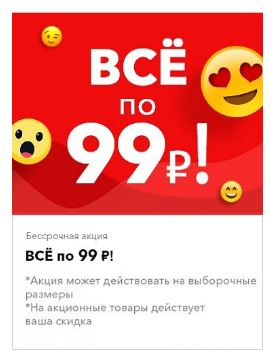 ВСЁ
ПО
99₽!
Бессрочная акция
ВСЁ по 99 ₽!
*Акция может действовать на выборочные
размеры
*На акционные товары действует
ваша скидка